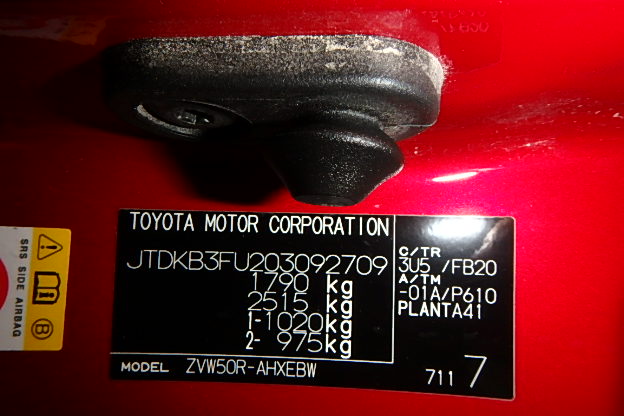 TOYOTA MOTOR CORPORATION
JTDKB3FU203092709
1790 kg
2515 kg
1-1020kg
2- 975kg
MODEL ZVW50R-AHXEBW
C/TR
3U5 /FB20
A/TM
-01A/P610
PLANTA41
711 7
SRS SIDE AIRBAG
B